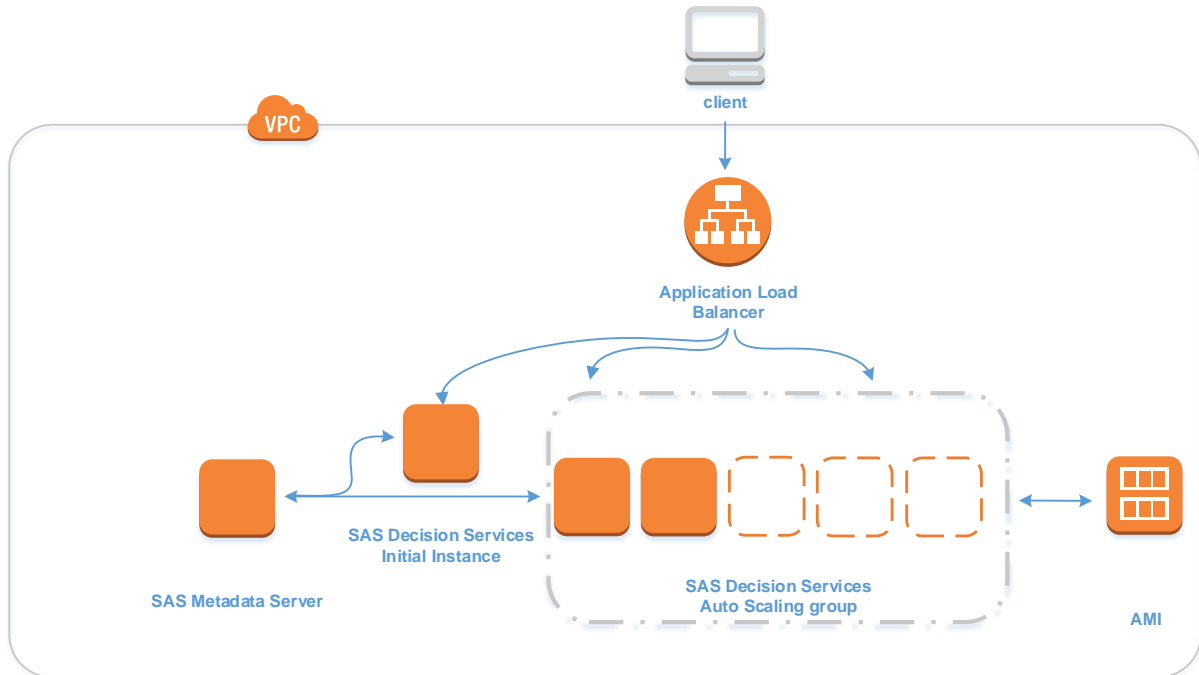 client
VPC
Application Load
Balancer
SAS Decision Services
Initial Instance
SAS Metadata Server
SAS Decision Services
Auto Scaling group
AMI